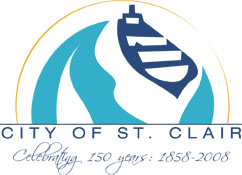 CITY OF ST. CLAIR
Celebrating 150 years: 1858-2008